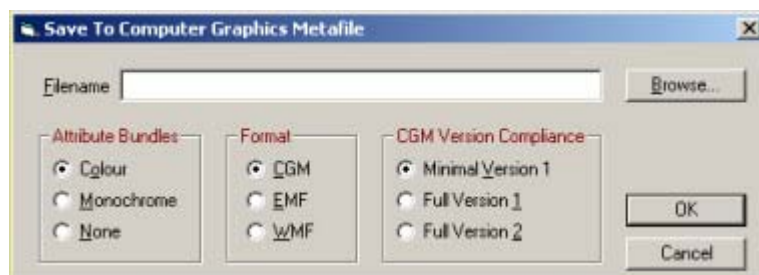 Save To Computer Graphics Metafile
Filename
Browse...
Attribute Bundles
Colour
Monochrome
None
Format
CGM
EMF
WMF
CGM Version Compliance
Minimal Version 1
Full Version 1
Full Version 2
OK
Cancel